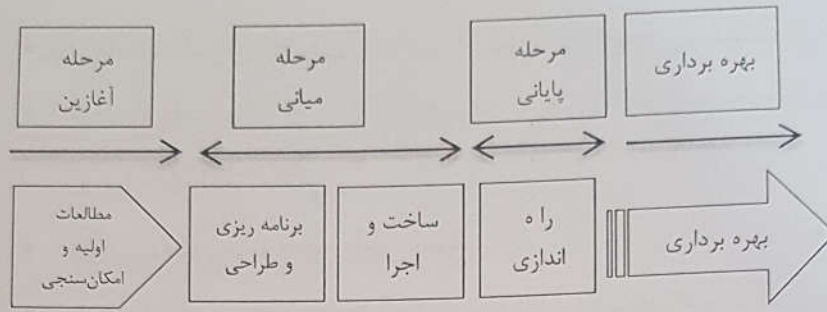 مرحله
آغازین
مرحله
میانی
مرحله
پایانی
بهره برداری
مطالعات
اولیه و
امکان‌سنجی
برنامه ریزی
و طراحی
ساخت و
اجرا
را ه
اندازی
بهره برداری